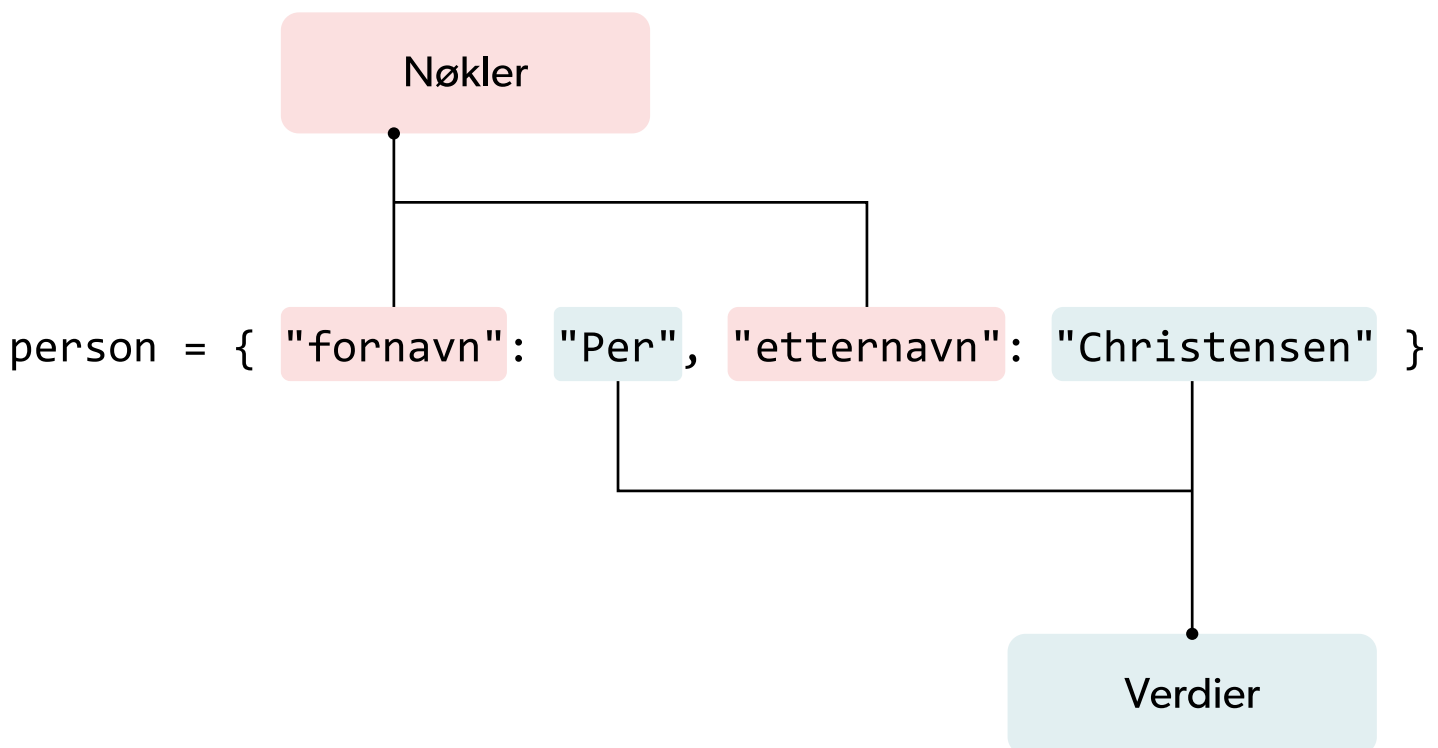 Nøkler
person = { "fornavn": "Per", "etternavn": "Christensen" }
Verdier